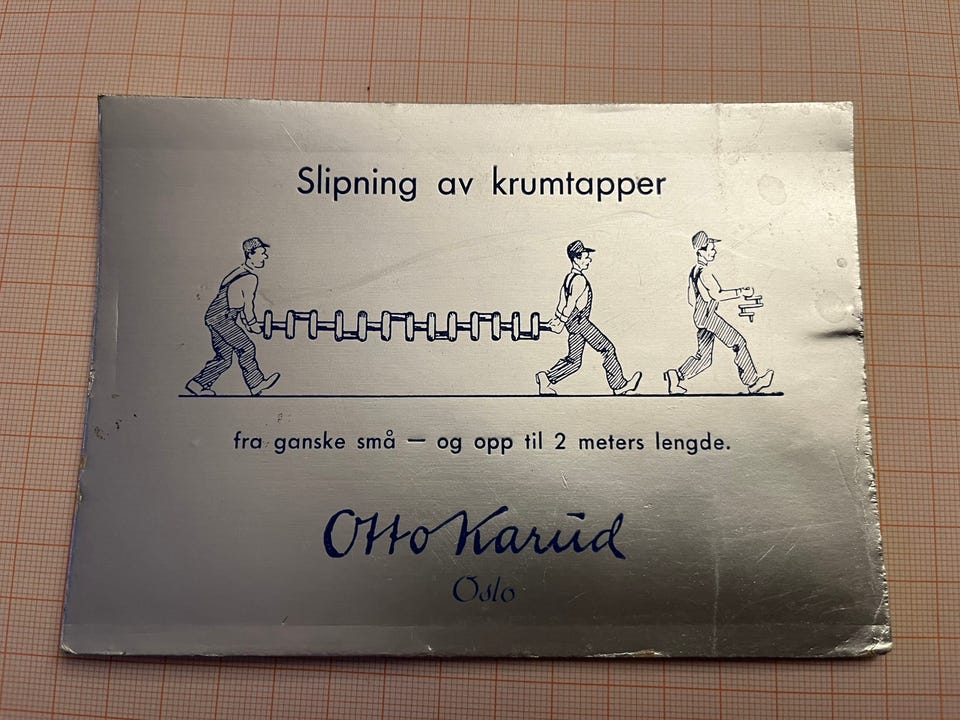 Slipning av krumtapper
fra ganske små – og opp til 2 meters lengde.
Otto Karud
Oslo